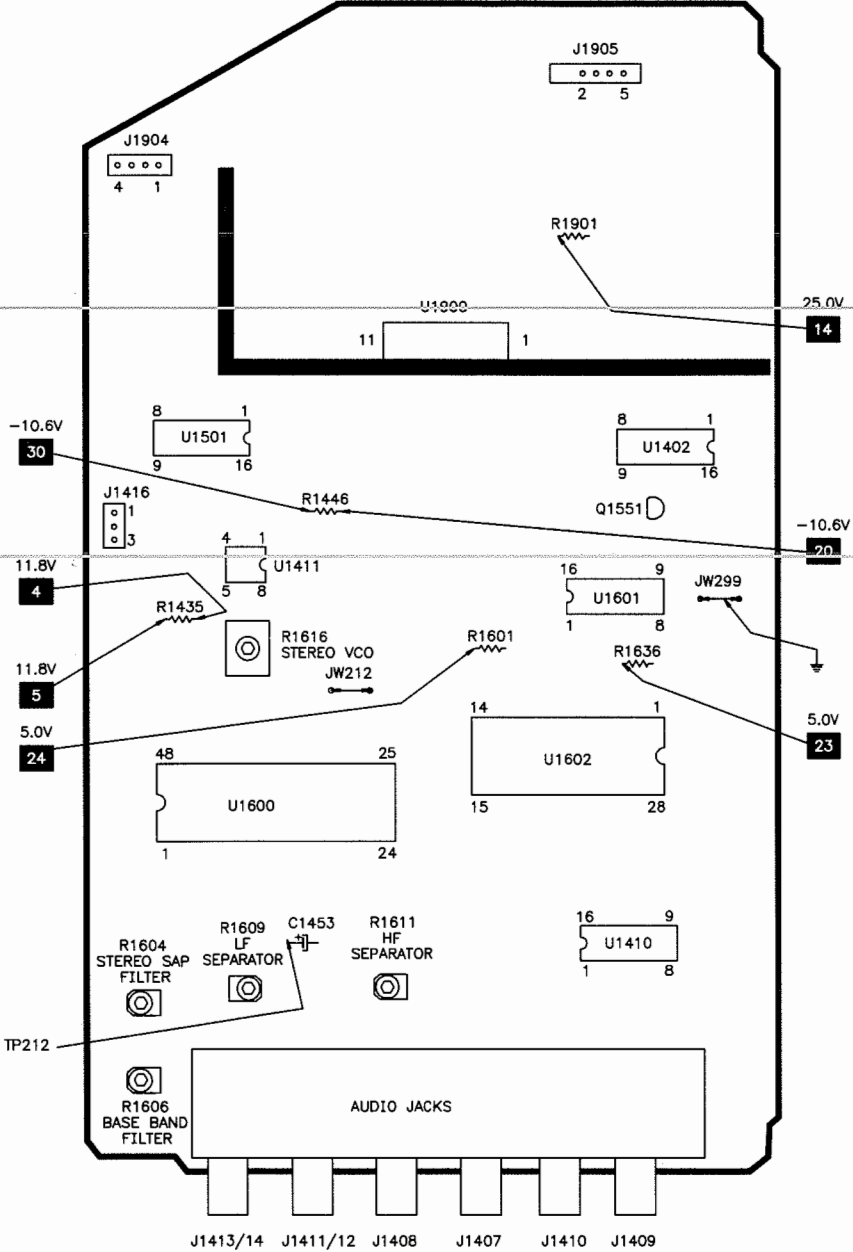 J1905
2 5
J1904
4 1
R1901
25.0V
14
U1900
11 1
8 1
U1501
9 16
-10.6V
30
8 1
U1402
9 16
J1416
1
3
R1446
Q1551
-10.6V
20
4 1
U1411
5 8
11.8V
4
R1435
16 9
U1601
1 8
JW299
R1616
STEREO VCO
R1601
R1636
JW212
11.8V
5
5.0V
24
14 1
U1602
15 28
5.0V
23
48 25
U1600
1 24
R1604
STEREO SAP
FILTER
R1609
LF
SEPARATOR
C1453
+
R1611
HF
SEPARATOR
16 9
U1410
1 8
TP212
R1606
BASE BAND
FILTER
AUDIO JACKS
J1413/14 J1411/12 J1408 J1407 J1410 J1409